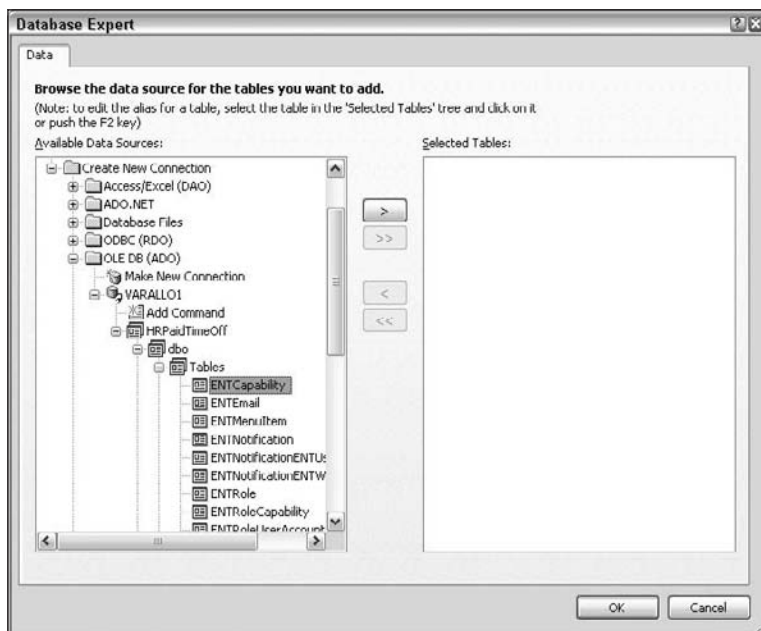 Database Expert
Data
Browse the data source for the tables you want to add.
(Note: to edit the alias for a table, select the table in the 'Selected Tables' tree and click on it
or push the F2 key)
Available Data Sources:
Selected Tables:
Create New Connection
Access/Excel (DAO)
ADO.NET
Database Files
ODBC (RDO)
OLE DB (ADO)
Make New Connection
VARALLO1
Add Command
HRPaidTimeOff
dbo
Tables
ENTCapability
ENTEmail
ENTMenuItem
ENTNotification
ENTNotificationENTUs
ENTNotificationENTW
ENTRole
ENTRoleCapability
ENTRoleUserAccount
>
>>
<
<<
OK
Cancel